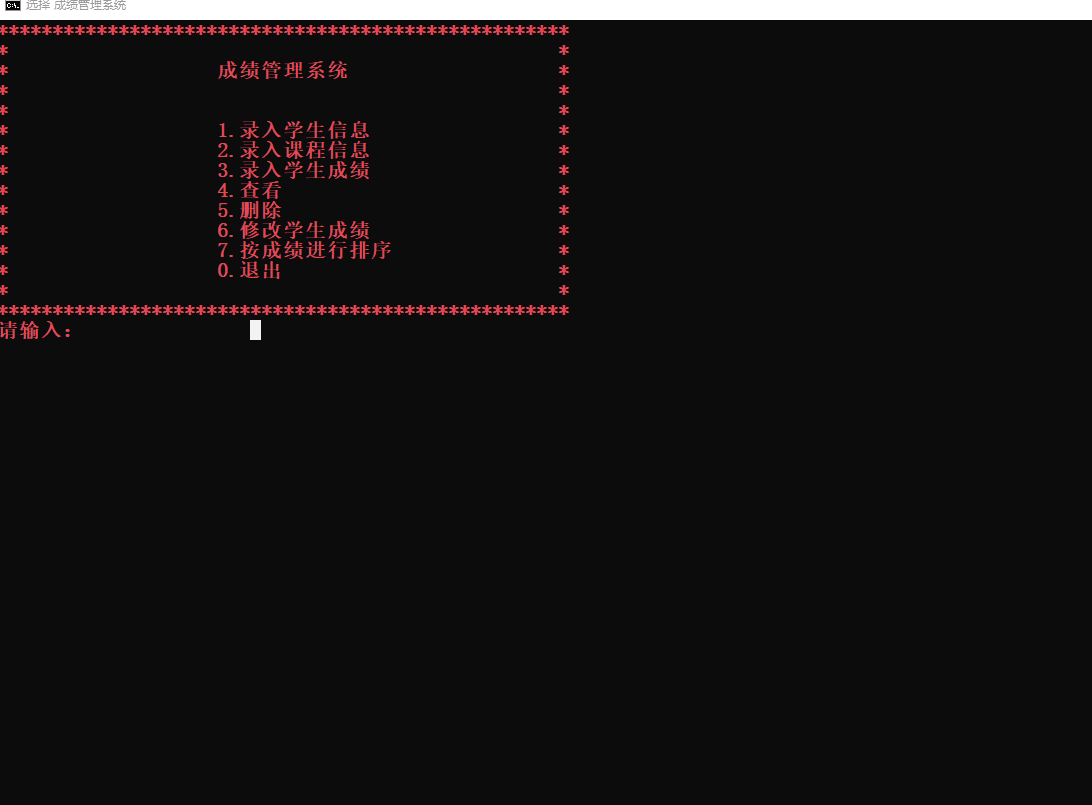 选择 成绩管理系统
****************************************************
*                                                  *
*                   成绩管理系统                   *
*                                                  *
*                                                  *
*                   1.录入学生信息                 *
*                   2.录入课程信息                 *
*                   3.录入学生成绩                 *
*                   4.查看                         *
*                   5.删除                         *
*                   6.修改学生成绩                 *
*                   7.按成绩进行排序               *
*                   0.退出                         *
*                                                  *
****************************************************
请输入: